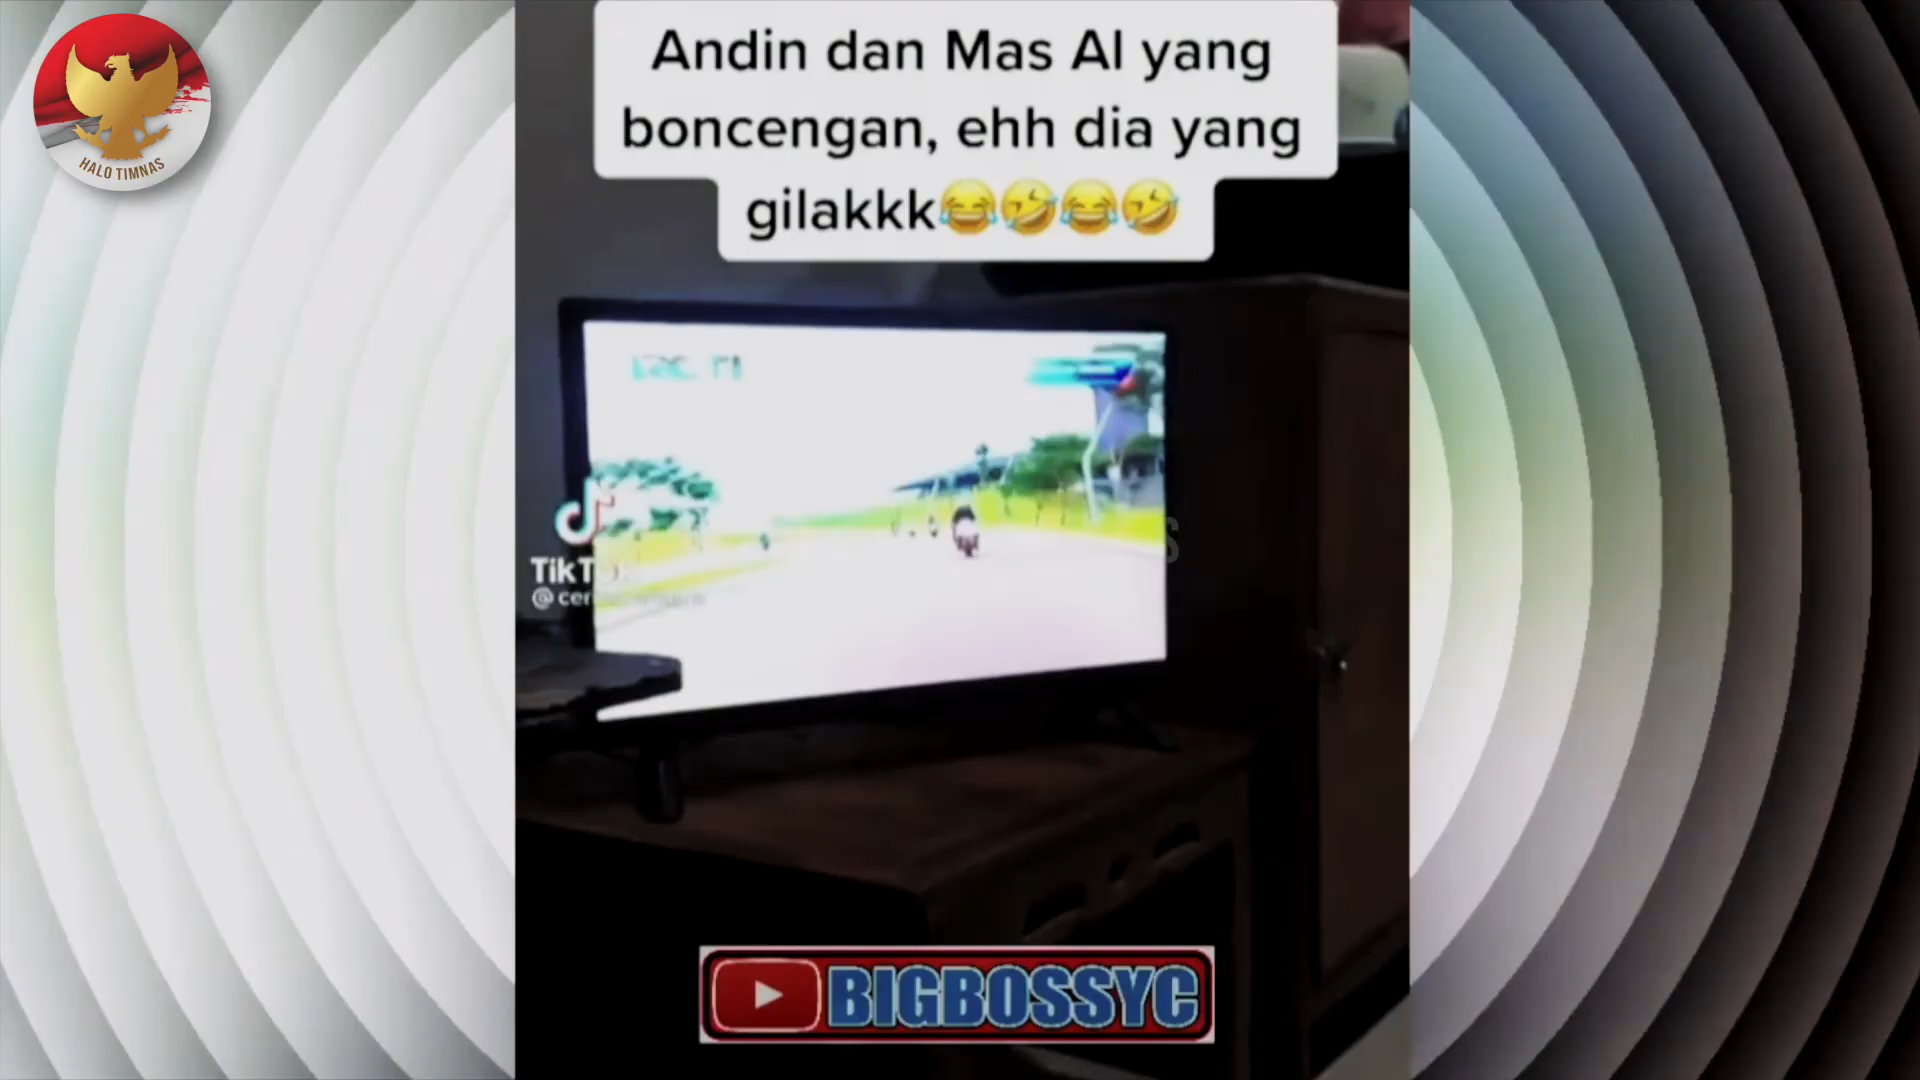 Andin dan Mas Al yang
boncengan, ehh dia yang
gilakkk😂🤣😂🤣
HALO TIMNAS
TikTok
BIGBOSSYC